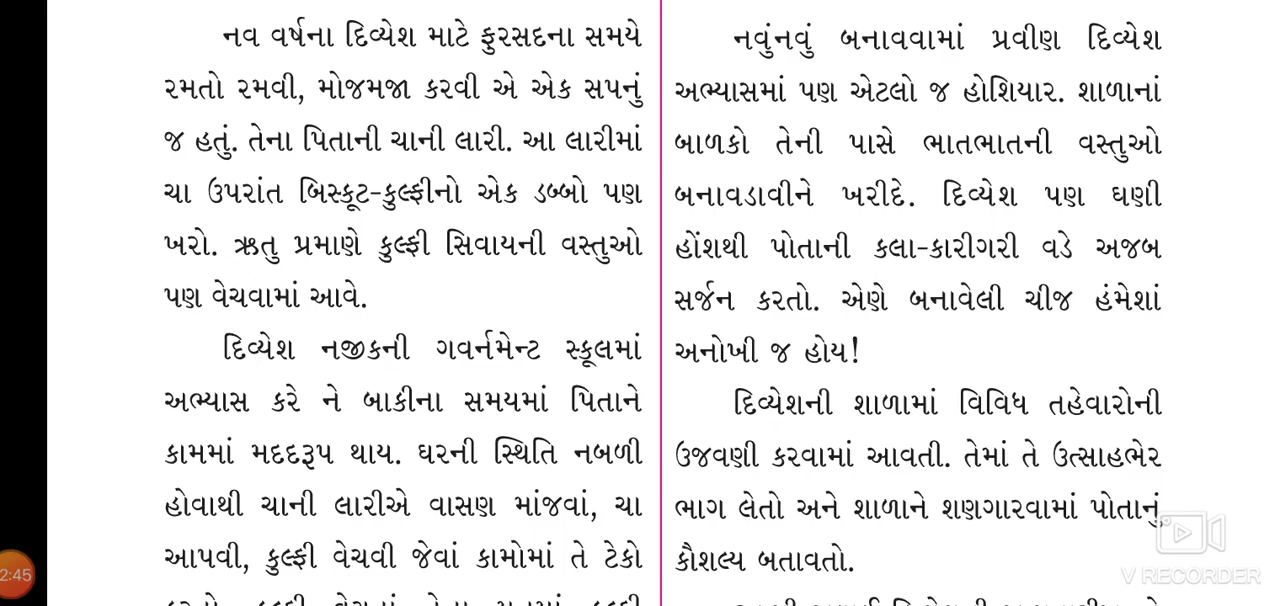 નવ વર્ષના દિવ્યેશ માટે ફુરસદના સમયે
રમતો રમવી, મોજમજા કરવી એ એક સપનું
જ હતું. તેના પિતાની ચાની લારી. આ લારીમાં
ચા ઉપરાંત બિસ્કૂટ-કુલ્ફીનો એક ડબ્બો પણ
ખરો. ઋતુ પ્રમાણે કુલ્ફી સિવાયની વસ્તુઓ
પણ વેચવામાં આવે.
દિવ્યેશ નજીકની ગવર્નમેન્ટ સ્કૂલમાં
અભ્યાસ કરે ને બાકીના સમયમાં પિતાને
કામમાં મદદરૂપ થાય. ઘરની સ્થિતિ નબળી
હોવાથી ચાની લારીએ વાસણ માંજવાં, ચા
આપવી, કુલ્ફી વેચવી જેવાં કામોમાં તે ટેકો
નવુંનવું બનાવવામાં પ્રવીણ દિવ્યેશ
અભ્યાસમાં પણ એટલો જ હોશિયાર. શાળાનાં
બાળકો તેની પાસે ભાતભાતની વસ્તુઓ
બનાવડાવીને ખરીદે. દિવ્યેશ પણ ઘણી
હોંશથી પોતાની કલા-કારીગરી વડે અજબ
સર્જન કરતો. એણે બનાવેલી ચીજ હંમેશાં
અનોખી જ હોય!
દિવ્યેશની શાળામાં વિવિધ તહેવારોની
ઉજવણી કરવામાં આવતી. તેમાં તે ઉત્સાહભેર
ભાગ લેતો અને શાળાને શણગારવામાં પોતાનું
કૌશલ્ય બતાવતો.
2:45
V RECORDER